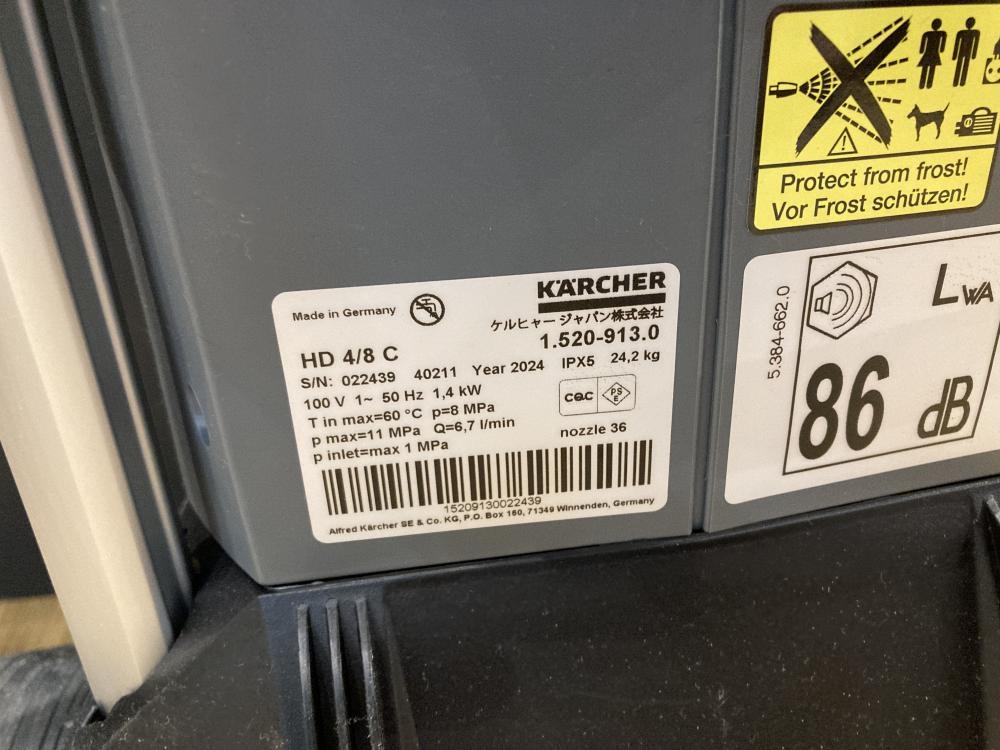 Protect from frost!
Vor Frost schützen!
Made in Germany
KÄRCHER
ケルヒャー ジャパン株式会社
1.520-913.0
HD 4/8 C
S/N: 022439 40211 Year 2024 IPX5 24,2 kg
100 V 1~ 50 Hz 1,4 kW
T in max=60 °C p=8 MPa
p max=11 MPa Q=6,7 l/min
p inlet=max 1 MPa
CQC
PS
E
nozzle 36
15209130022439
Alfred Kärcher SE & Co. KG, P.O. Box 160, 71349 Winnenden, Germany
5.384-662.0
LWA
86 dB